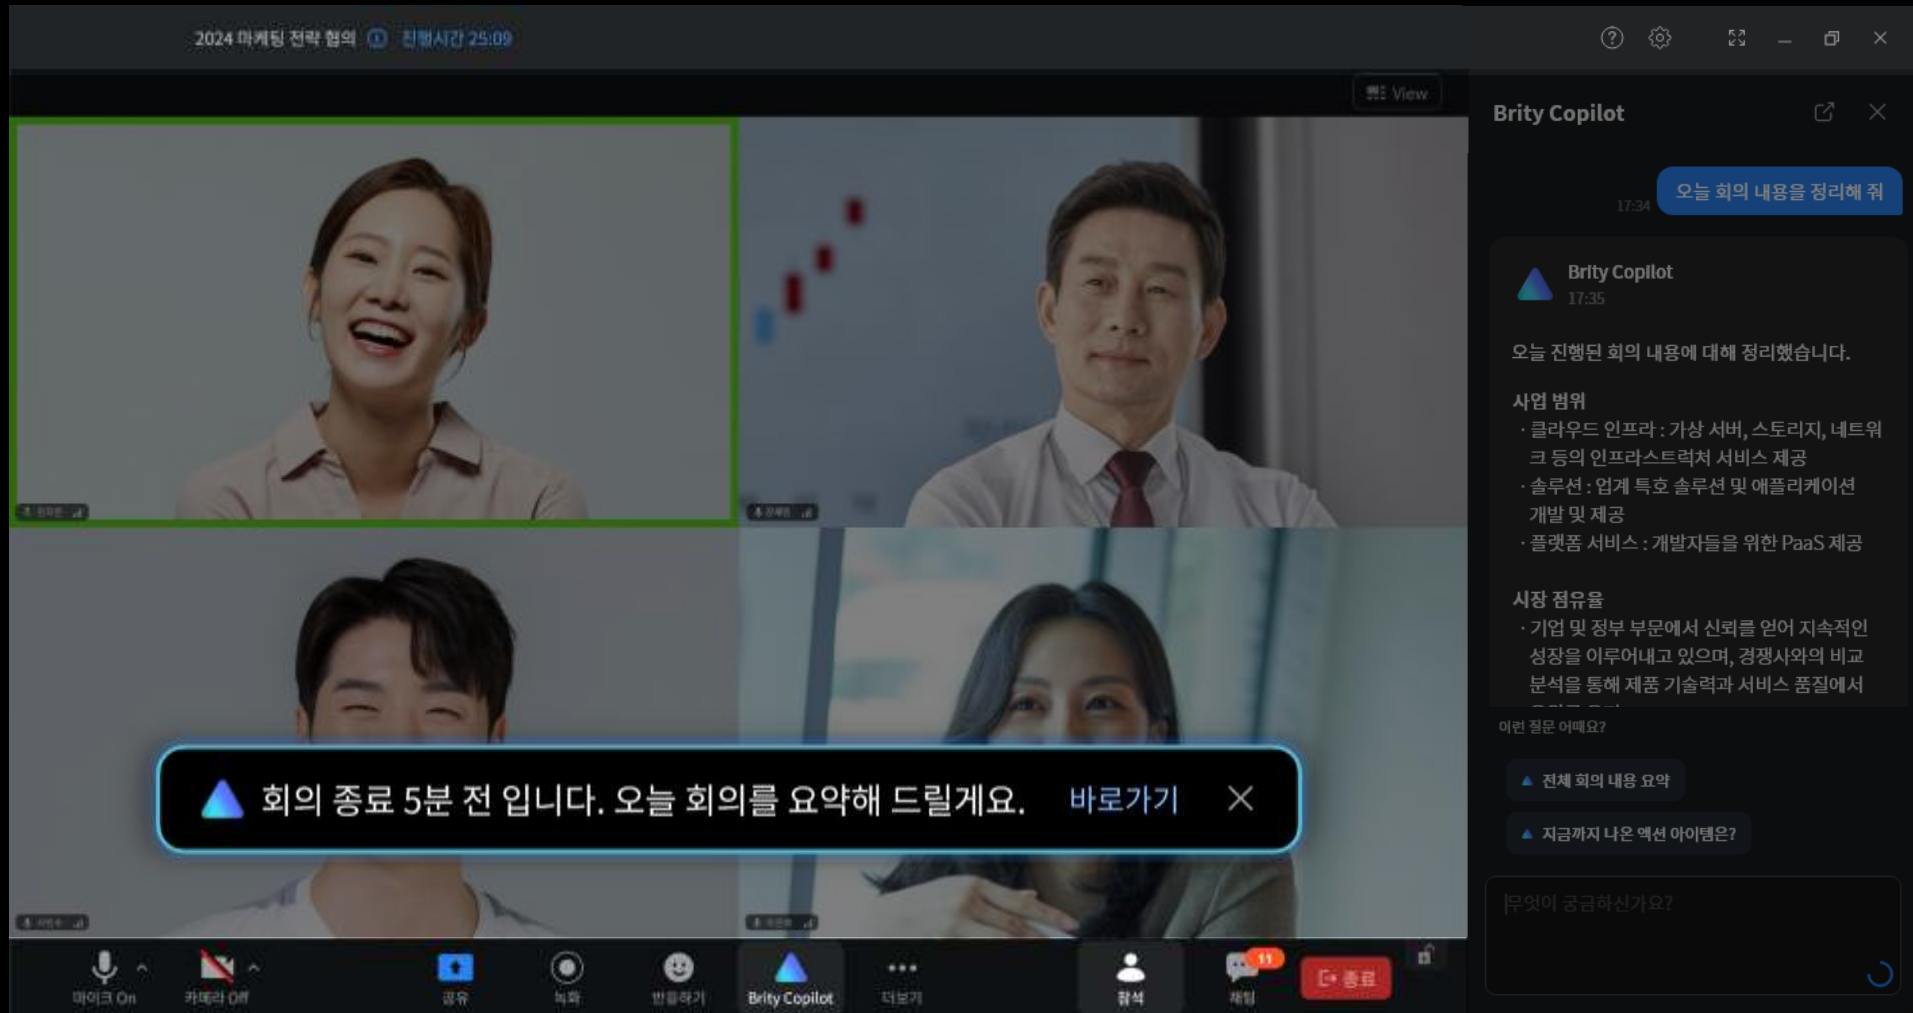 2024 마케팅 전략 협의
진행시간 25:09
View
Brity Copilot
오늘 회의 내용을 정리해 줘
17:34
Brity Copilot
17:35
오늘 진행된 회의 내용에 대해 정리했습니다.
사업 범위
· 클라우드 인프라 : 가상 서버, 스토리지, 네트워
크 등의 인프라스트럭처 서비스 제공
· 솔루션 : 업계 특호 솔루션 및 애플리케이션
개발 및 제공
· 플랫폼 서비스 : 개발자들을 위한 PaaS 제공
시장 점유율
· 기업 및 정부 부문에서 신뢰를 얻어 지속적인
성장을 이루어내고 있으며, 경쟁사와의 비교
분석을 통해 제품 기술력과 서비스 품질에서
이런 질문 어때요?
전체 회의 내용 요약
지금까지 나온 액션 아이템은?
무엇이 궁금하신가요?
회의 종료 5분 전 입니다. 오늘 회의를 요약해 드릴게요. 바로가기
마이크 On
카메라 Off
공유
녹화
반응하기
Brity Copilot
더보기
참석
채팅
11
종료